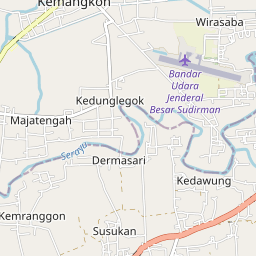 Kemangkon
Wirasaba
Bandar
Udara
Jenderal
Besar Sudirman
Kedunglegok
Majatengah
Serayu
Dermasari
Kedawung
Kemranggon
Susukan